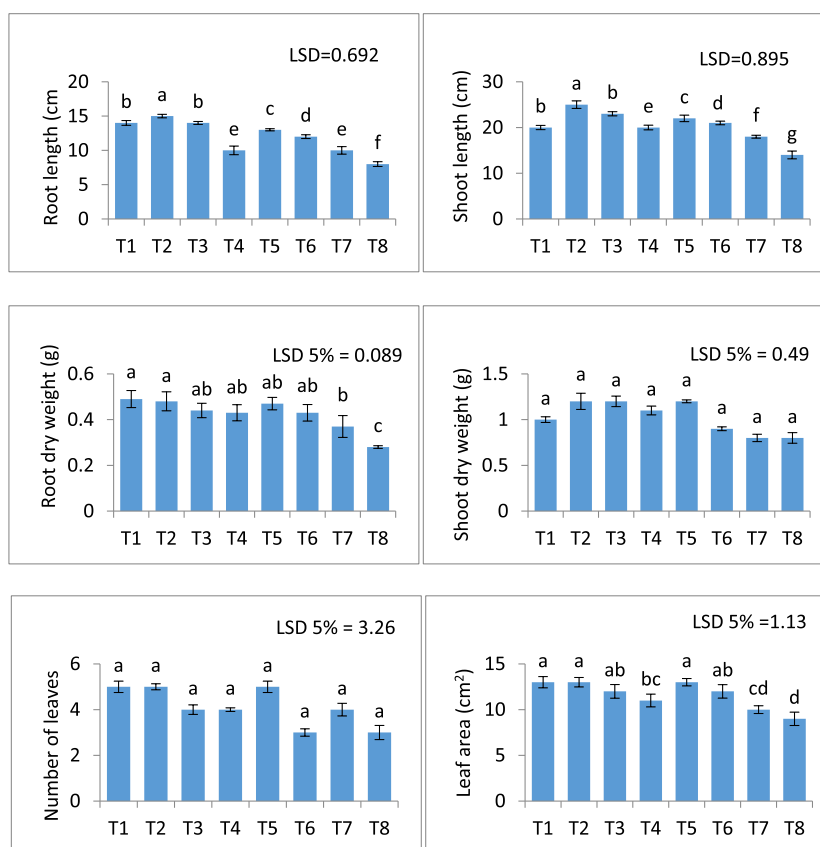 LSD=0.692
Root length (cm
20
15
10
5
0
b a b e c d e f
T1 T2 T3 T4 T5 T6 T7 T8
LSD=0.895
Shoot length (cm)
30
20
10
0
b a b e c d f g
T1 T2 T3 T4 T5 T6 T7 T8
LSD 5% = 0.089
Root dry weight (g)
0.6
0.4
0.2
0
a a ab ab ab ab b c
T1 T2 T3 T4 T5 T6 T7 T8
LSD 5% = 0.49
Shoot dry weight (g)
1.5
1
0.5
0
a a a a a a a a
T1 T2 T3 T4 T5 T6 T7 T8
LSD 5% = 3.26
Number of leaves
6
4
2
0
a a a a a a a a
T1 T2 T3 T4 T5 T6 T7 T8
LSD 5% =1.13
Leaf area (cm²)
15
10
5
0
a a ab bc a ab cd d
T1 T2 T3 T4 T5 T6 T7 T8